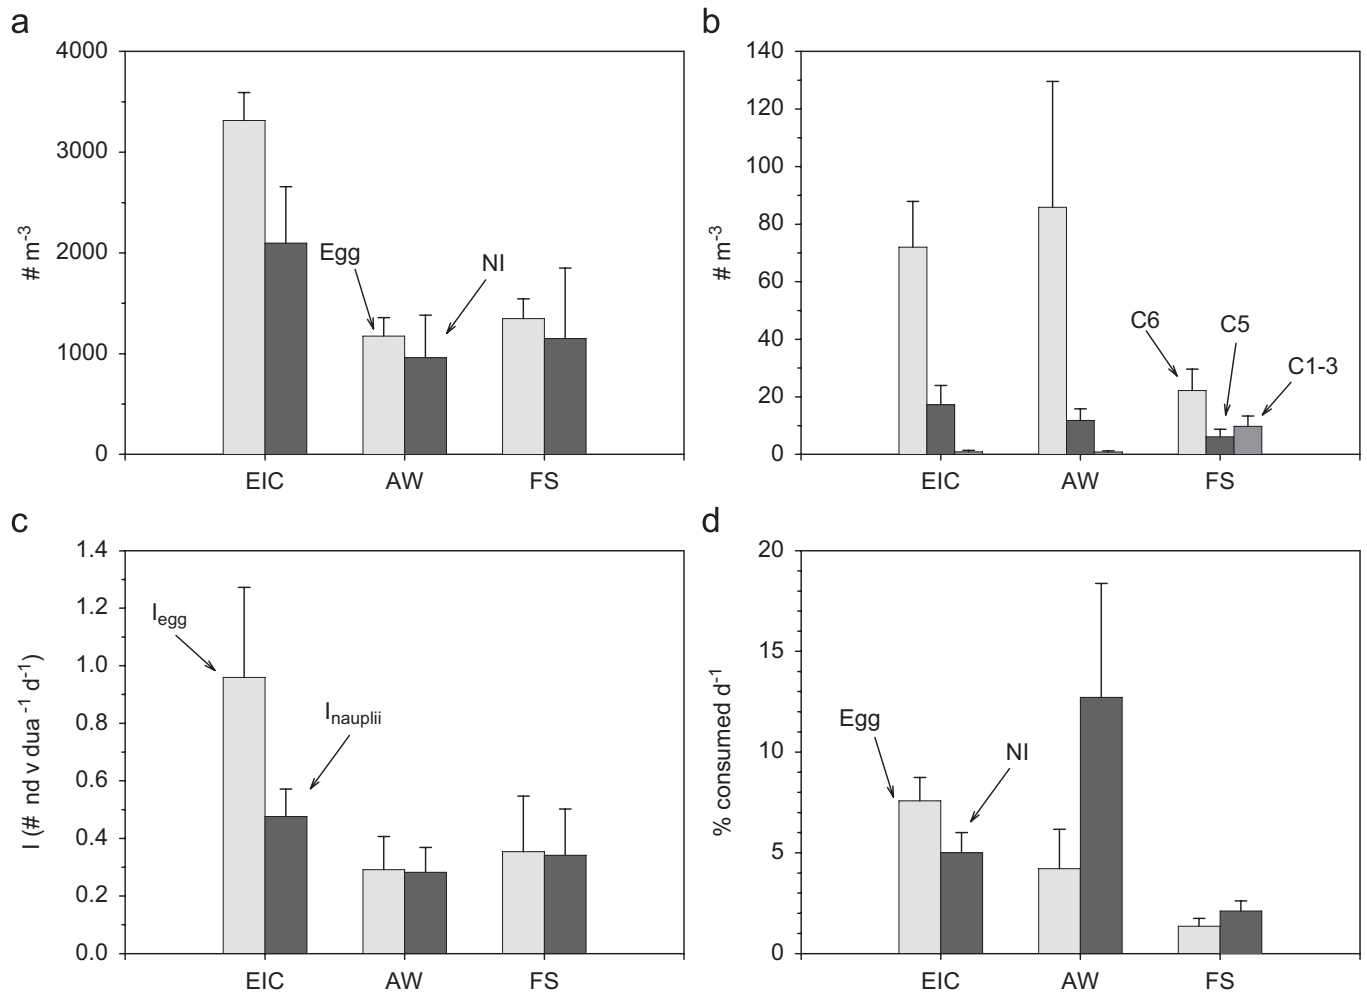 a
4000
3000
2000
1000
0
# m-3
Egg
NI
EIC AW FS
b
140
120
100
80
60
40
20
0
# m-3
C6
C5
C1-3
EIC AW FS
c
1.4
1.2
1.0
0.8
0.6
0.4
0.2
0.0
I (# nd v dua -1 d-1)
Iegg
Inauplii
EIC AW FS
d
20
15
10
5
0
% consumed d-1
Egg
NI
EIC AW FS